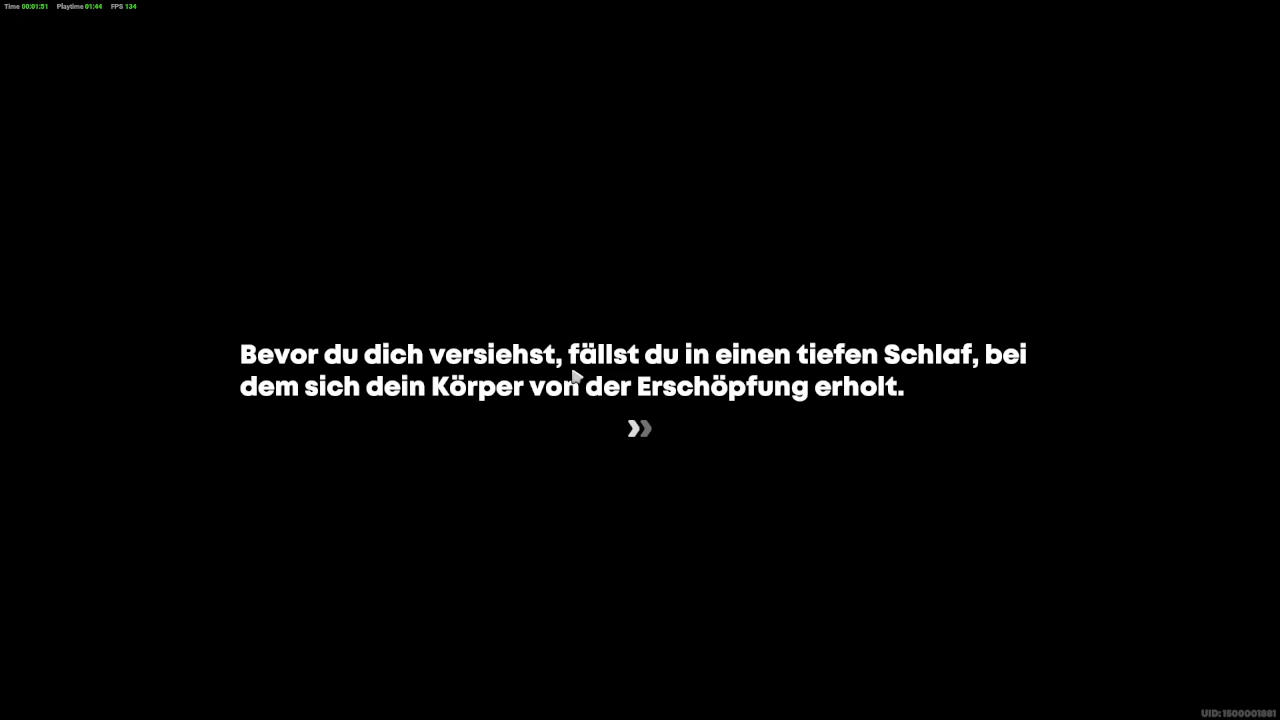 Time 00:01:51 Playtime 01:44 FPS 134
Bevor du dich versiehst, fällst du in einen tiefen Schlaf, bei
dem sich dein Körper von der Erschöpfung erholt.
UID: 1500001881